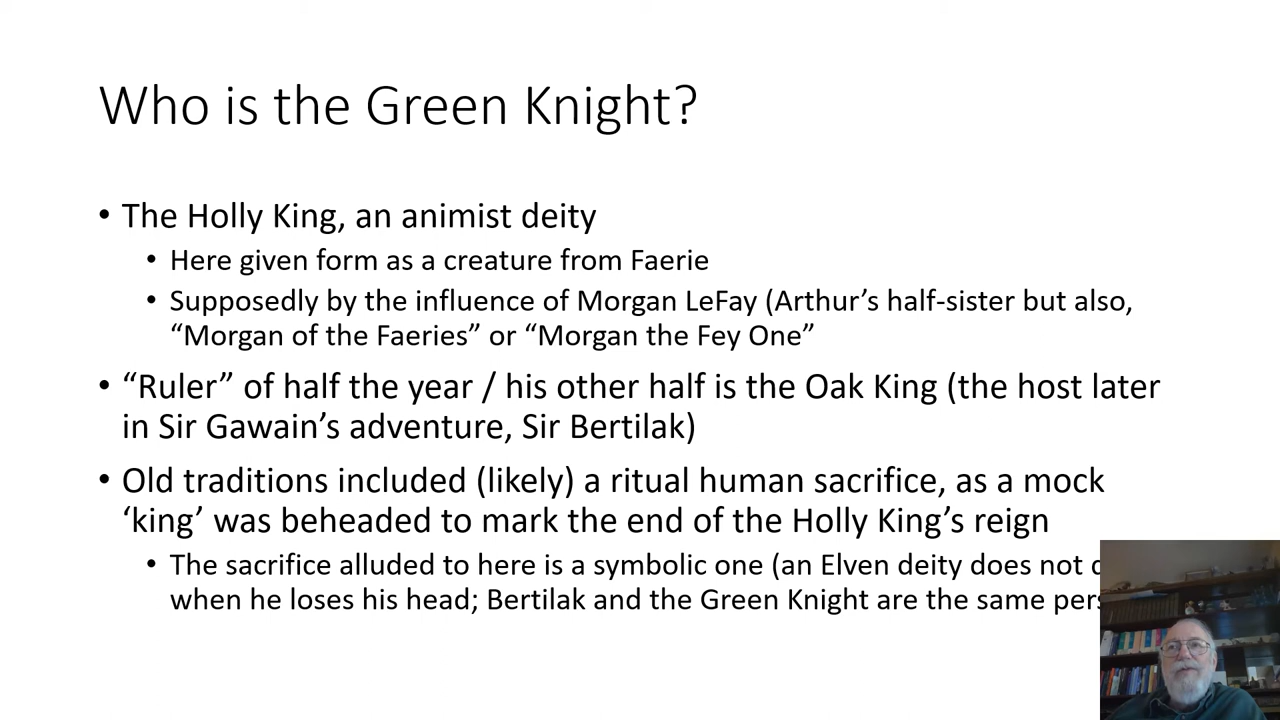 Who is the Green Knight?
• The Holly King, an animist deity
• Here given form as a creature from Faerie
• Supposedly by the influence of Morgan LeFay (Arthur’s half-sister but also,
“Morgan of the Faeries” or “Morgan the Fey One”
• “Ruler” of half the year / his other half is the Oak King (the host later
in Sir Gawain’s adventure, Sir Bertilak)
• Old traditions included (likely) a ritual human sacrifice, as a mock
‘king’ was beheaded to mark the end of the Holly King’s reign
• The sacrifice alluded to here is a symbolic one (an Elven deity does not
when he loses his head; Bertilak and the Green Knight are the same